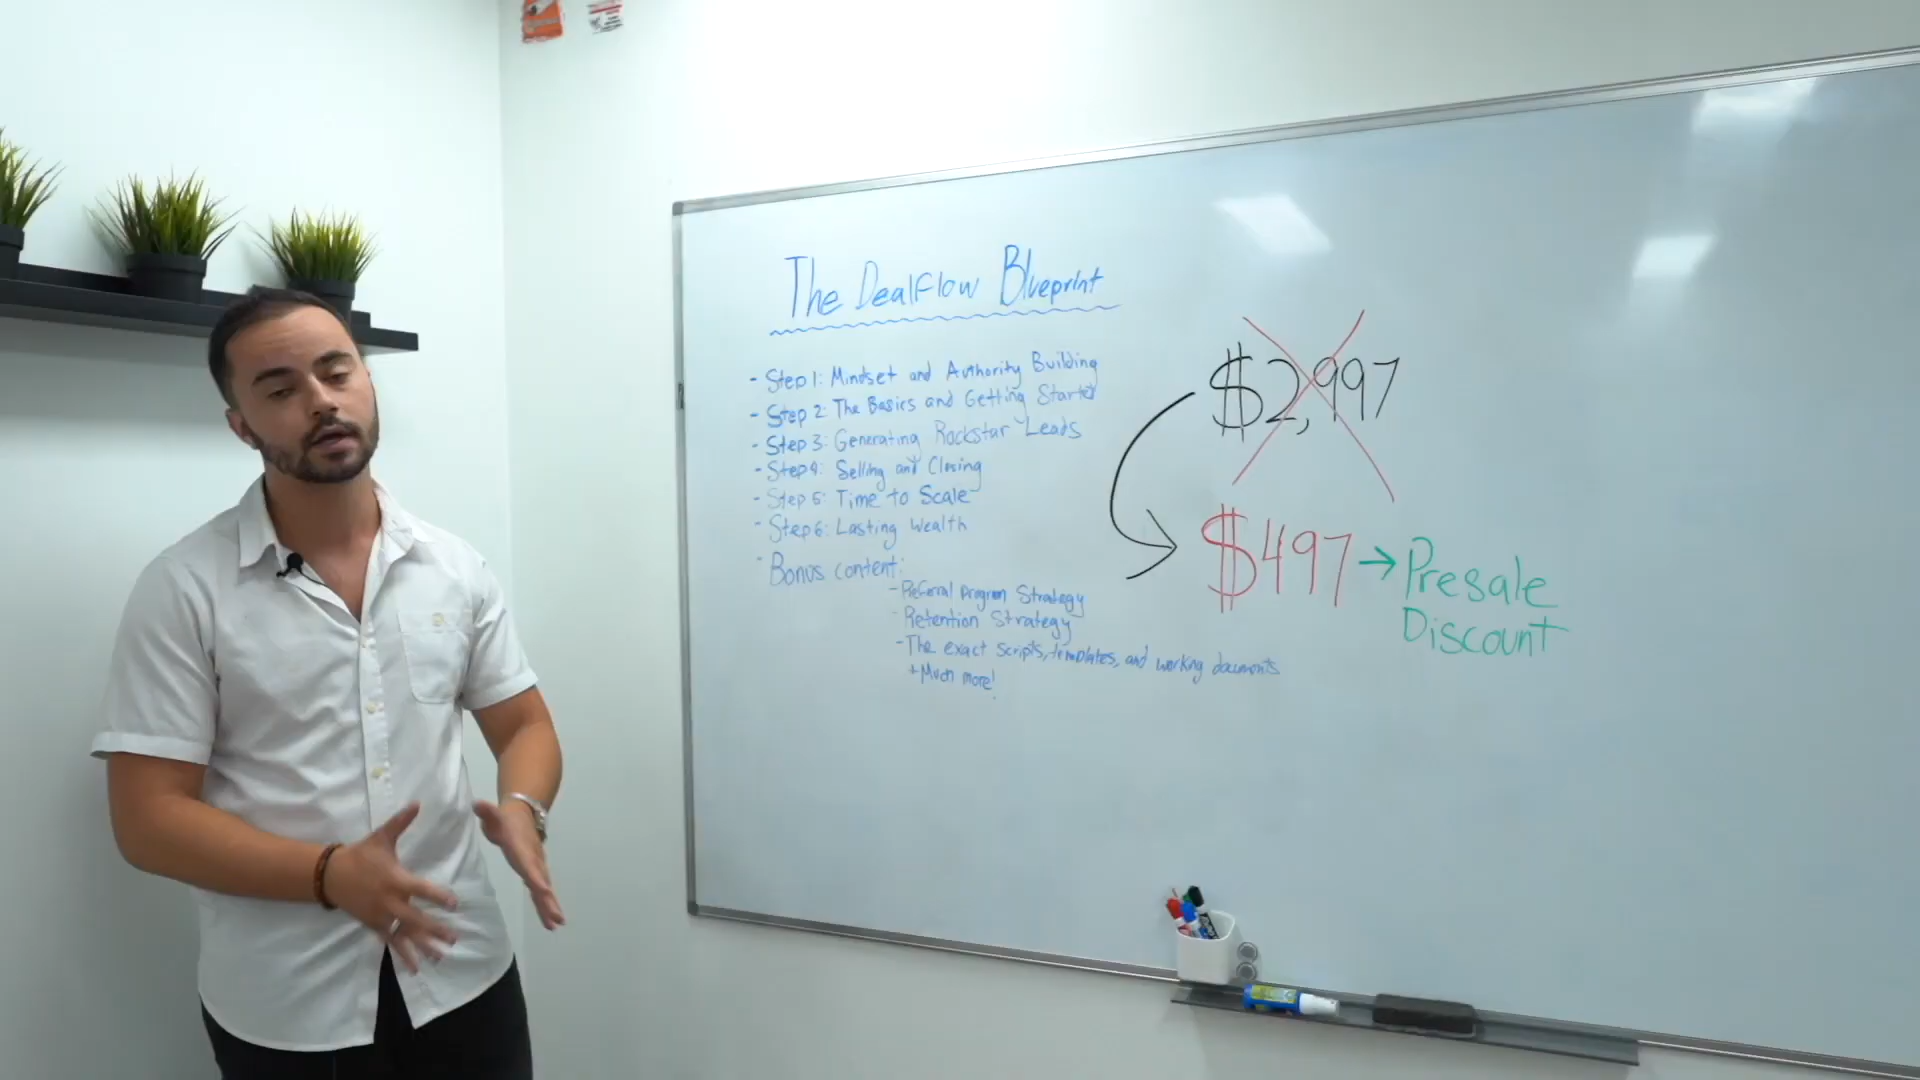 The DealFlow Blueprint
- Step 1: Mindset and Authority Building
- Step 2: The Basics and Getting Started
- Step 3: Generating Rockstar Leads
- Step 4: Selling and Closing
- Step 5: Time to Scale
- Step 6: Lasting Wealth
- Bonus content:
- Referral program Strategy
- Retention Strategy
- The exact scripts, templates, and working documents
+ Much more!
$2,997
$497 → Presale
Discount